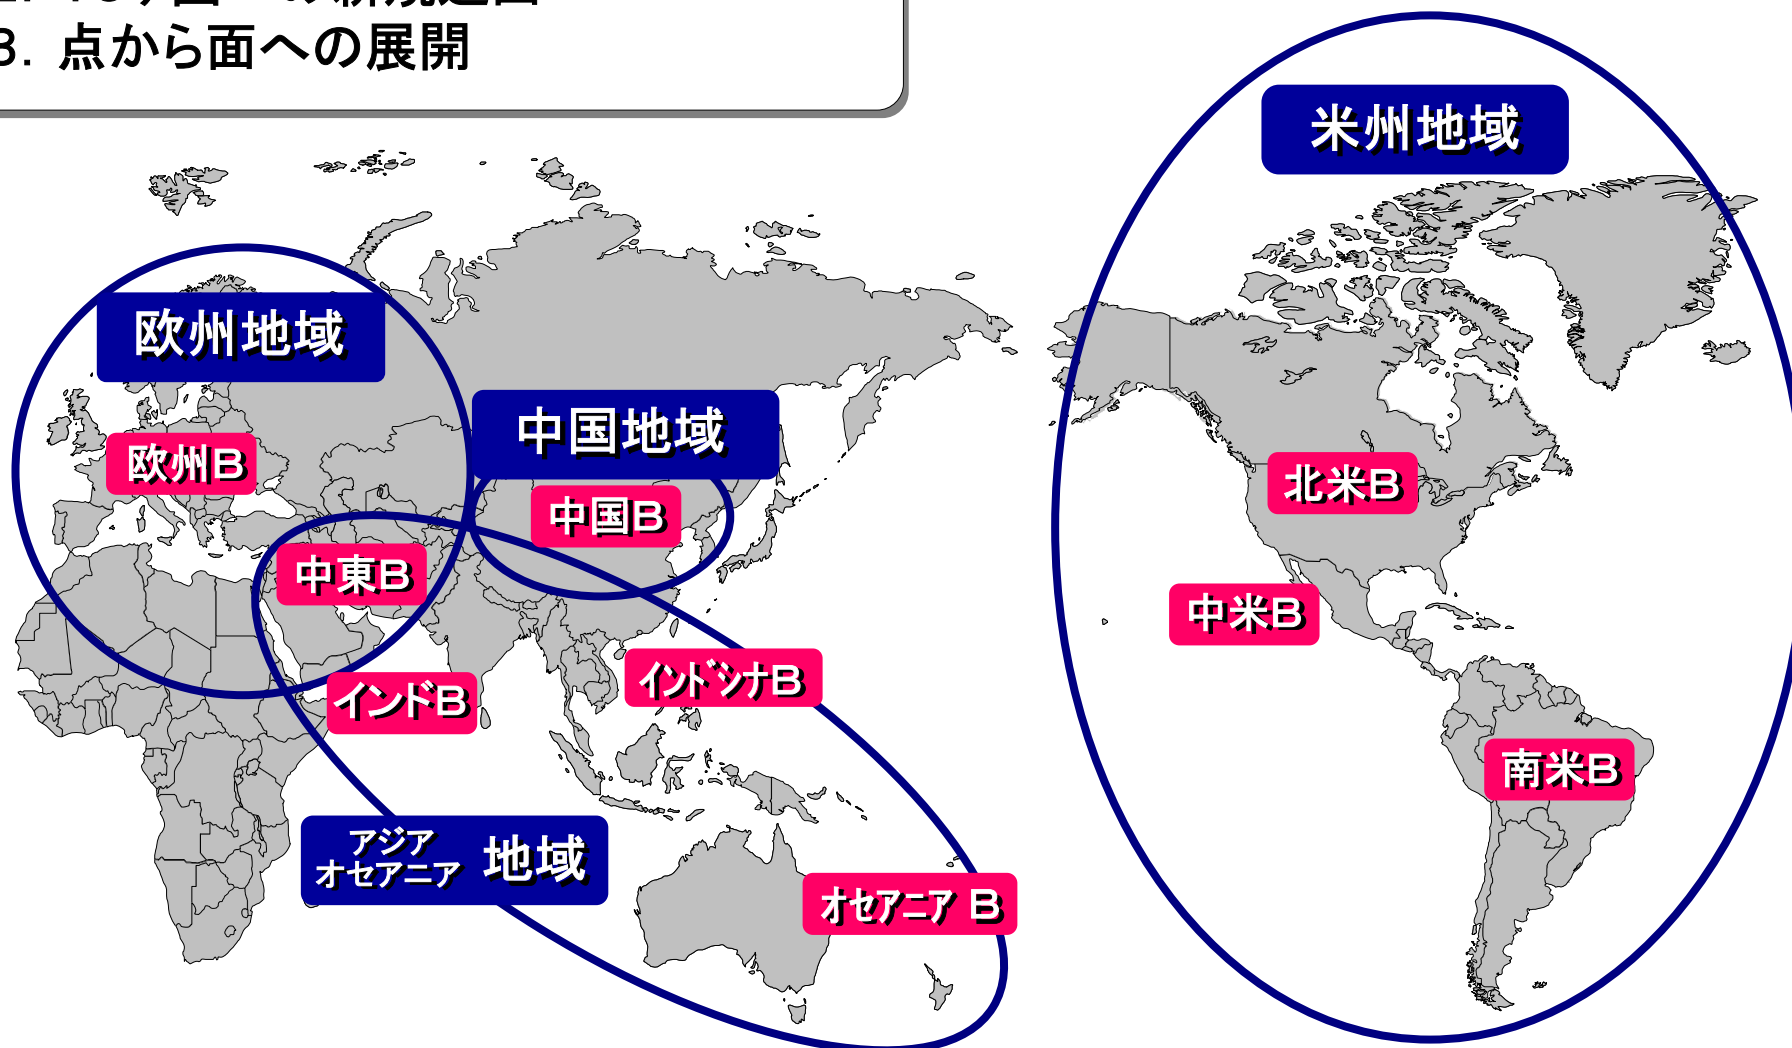 3. 点から面への展開
米州地域
欧州地域
中国地域
欧州B
中国B
北米B
中東B
中米B
インドシナB
インドB
南米B
アジア
オセアニア 地域
オセアニア B